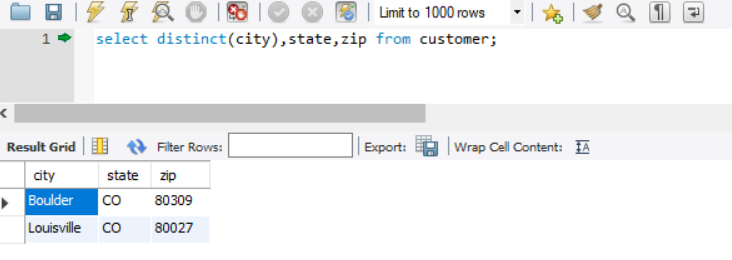 Limit to 1000 rows
1 select distinct(city),state,zip from customer;
Result Grid Filter Rows: Export: Wrap Cell Content: IA
city state zip
Boulder CO 80309
Louisville CO 80027